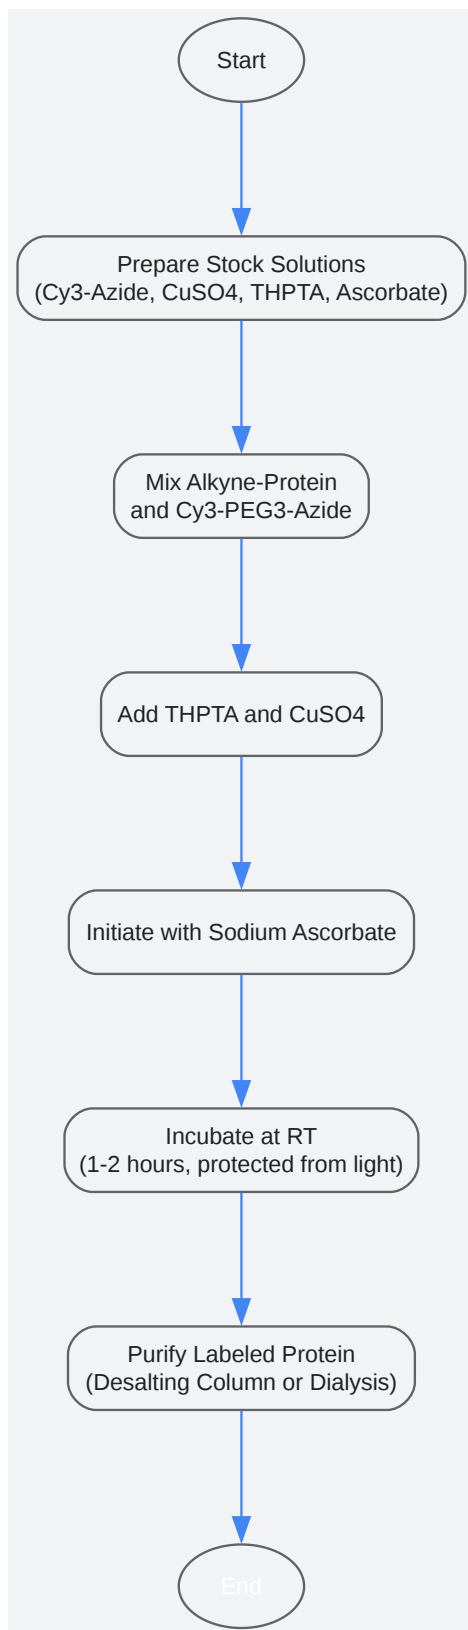 Start
Prepare Stock Solutions
(Cy3-Azide, CuSO4, THPTA, Ascorbate)
Mix Alkyne-Protein
and Cy3-PEG3-Azide
Add THPTA and CuSO4
Initiate with Sodium Ascorbate
Incubate at RT
(1-2 hours, protected from light)
Purify Labeled Protein
(Desalting Column or Dialysis)
End